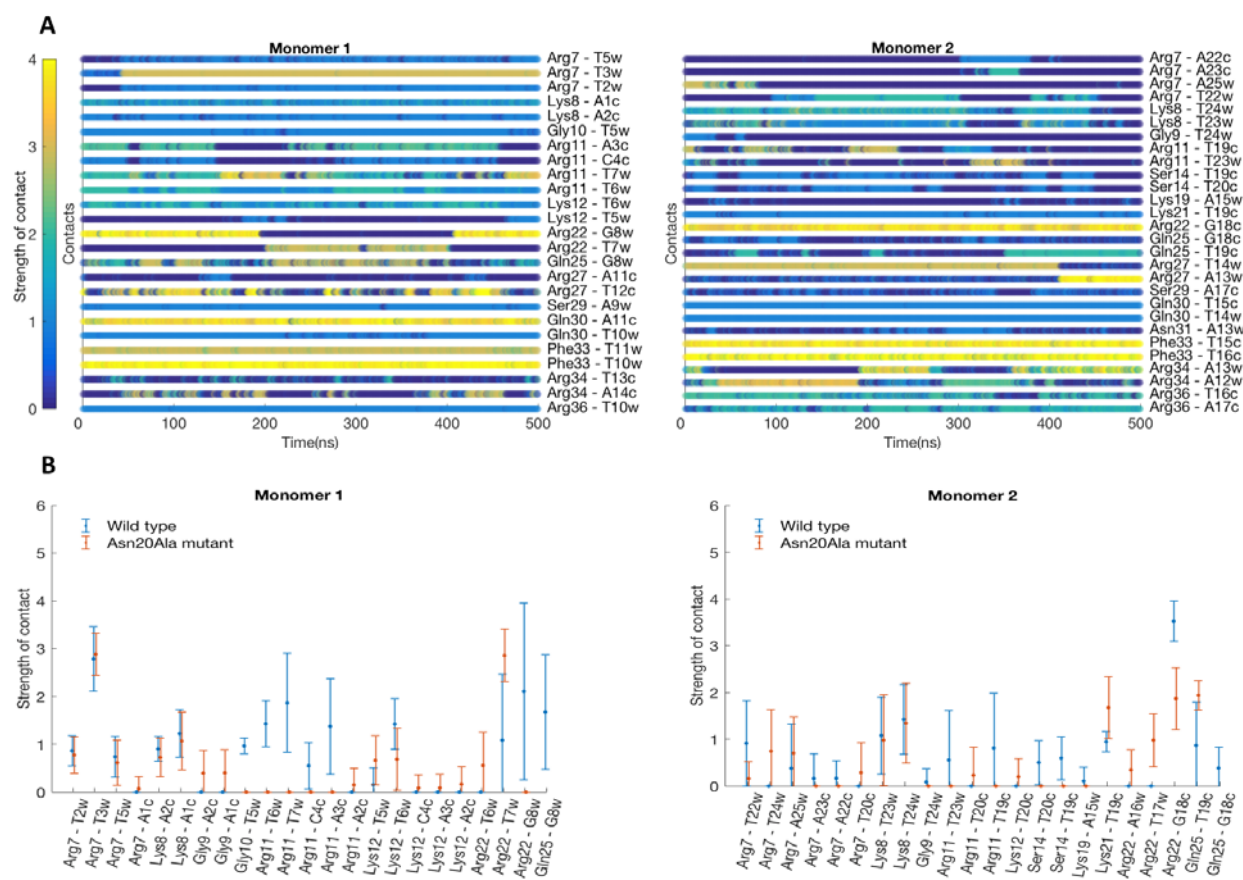 A
Monomer 1
4
3
2
1
0
Strength of contact
Contacts
Arg7 - T5w
Arg7 - T3w
Arg7 - T2w
Lys8 - A1c
Lys8 - A2c
Gly10 - T5w
Arg11 - A3c
Arg11 - C4c
Arg11 - T7w
Arg11 - T6w
Lys12 - T6w
Lys12 - T5w
Arg22 - G8w
Arg22 - T7w
Gln25 - G8w
Arg27 - A11c
Arg27 - T12c
Ser29 - A9w
Gln30 - A11c
Gln30 - T10w
Phe33 - T11w
Phe33 - T10w
Arg34 - T13c
Arg34 - A14c
Arg36 - T10w
0 100 200 300 400 500
Time(ns)
Monomer 2
Contacts
Arg7 - A22c
Arg7 - A23c
Arg7 - A25w
Arg7 - T22w
Lys8 - T24w
Lys8 - T23w
Gly9 - T24w
Arg11 - T19c
Arg11 - T23w
Ser14 - T19c
Ser14 - T20c
Lys19 - A15w
Lys21 - T19c
Arg22 - G18c
Gln25 - G18c
Gln25 - T19c
Arg27 - T14w
Arg27 - A13w
Ser29 - A17c
Gln30 - T15c
Gln30 - T14w
Asn31 - A13w
Phe33 - T15c
Phe33 - T16c
Arg34 - A13w
Arg34 - A12w
Arg36 - T16c
Arg36 - A17c
0 100 200 300 400 500
Time(ns)
B
Monomer 1
6
5
4
3
2
1
0
Strength of contact
Wild type
Asn20Ala mutant
Arg7 - T2w
Arg7 - T3w
Arg7 - T5w
Arg7 - A1c
Lys8 - A2c
Lys8 - A1c
Gly9 - A2c
Gly9 - A1c
Gly10 - T5w
Arg11 - T6w
Arg11 - T7w
Arg11 - C4c
Arg11 - A3c
Arg11 - A2c
Lys12 - T5w
Lys12 - T6w
Lys12 - C4c
Lys12 - A3c
Lys12 - A2c
Arg22 - T6w
Arg22 - T7w
Arg22 - G8w
Gln25 - G8w
Monomer 2
6
5
4
3
2
1
0
Strength of contact
Wild type
Asn20Ala mutant
Arg7 - T22w
Arg7 - T24w
Arg7 - A25w
Arg7 - A23c
Arg7 - A22c
Arg7 - T20c
Lys8 - T23w
Lys8 - T24w
Gly9 - T24w
Arg11 - T23w
Arg11 - T20c
Arg11 - T19c
Lys12 - T20c
Ser14 - T20c
Ser14 - T19c
Lys19 - A15w
Lys21 - T19c
Arg22 - A16w
Arg22 - T17w
Arg22 - G18c
Gln25 - T19c
Gln25 - G18c